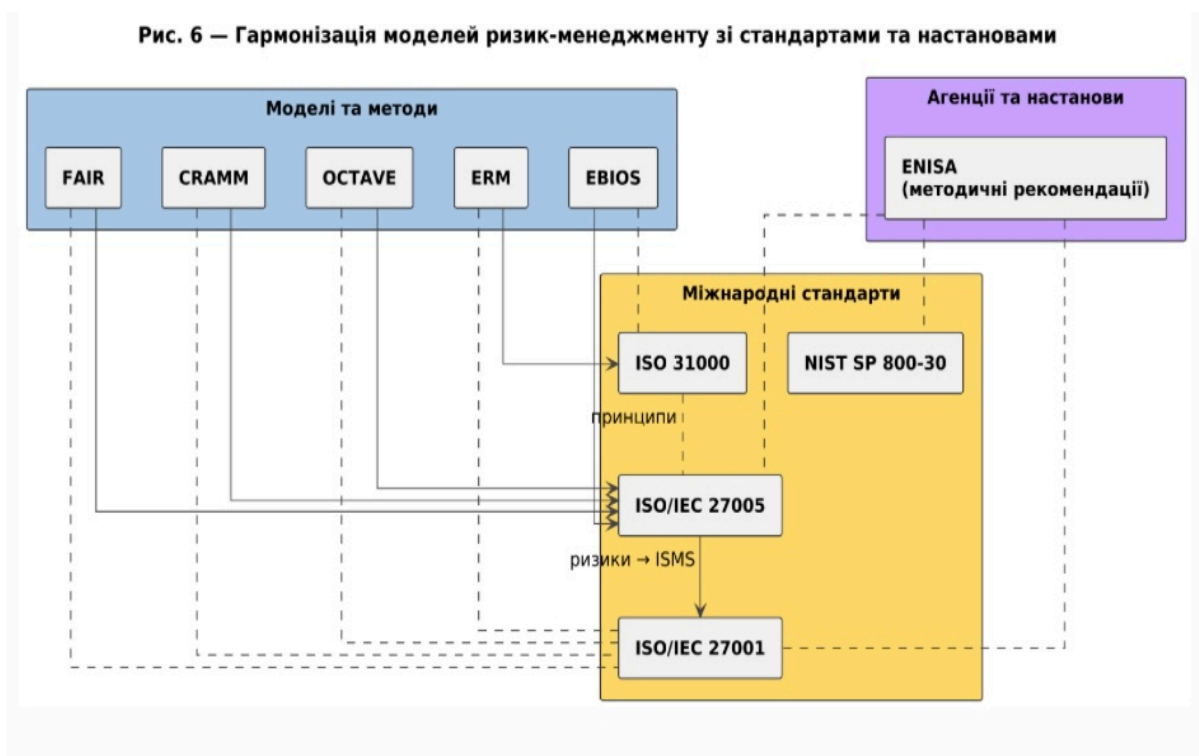 Рис. 6 — Гармонізація моделей ризик-менеджменту зі стандартами та настановами
Моделі та методи
FAIR
CRAMM
OCTAVE
ERM
EBIOS
Агенції та настанови
ENISA
(методичні рекомендації)
Міжнародні стандарти
ISO 31000
NIST SP 800-30
принципи
ISO/IEC 27005
ризики → ISMS
ISO/IEC 27001